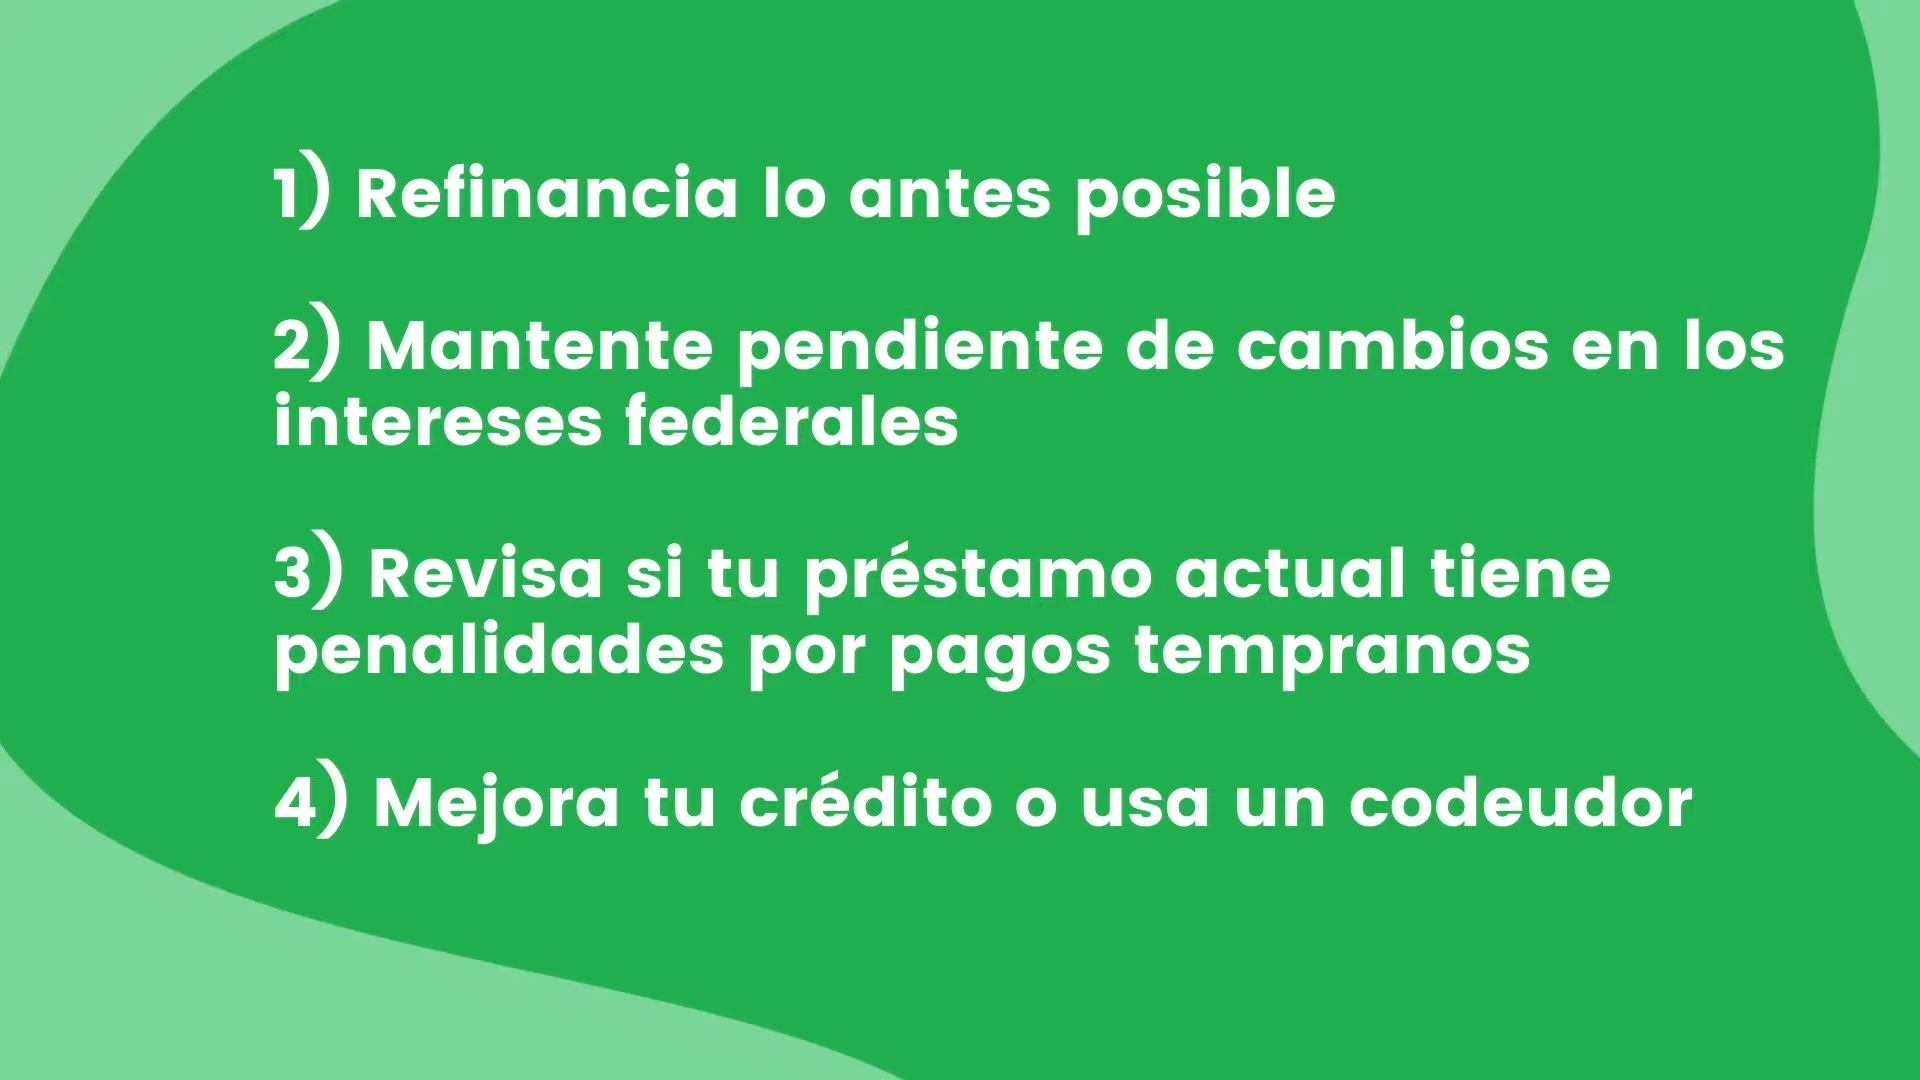 1) Refinancia lo antes posible
2) Mantente pendiente de cambios en los
intereses federales
3) Revisa si tu préstamo actual tiene
penalidades por pagos tempranos
4) Mejora tu crédito o usa un codeudor